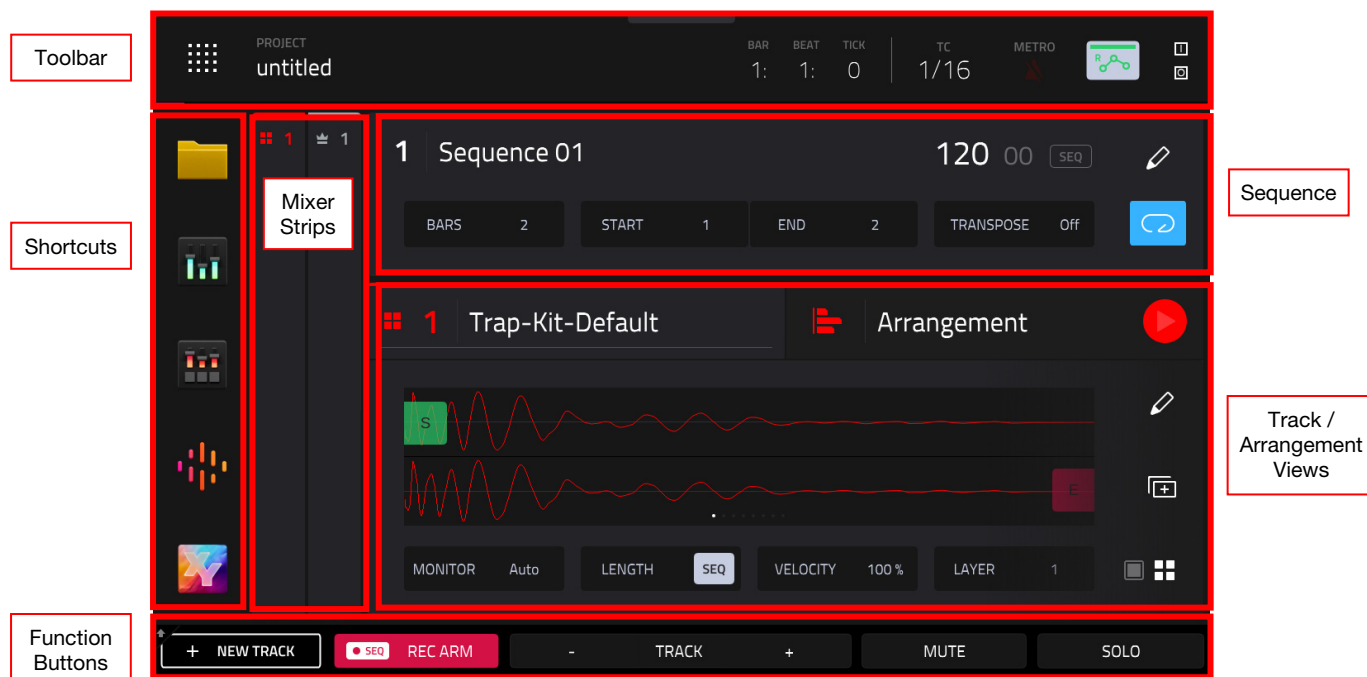 Toolbar
PROJECT
untitled
BAR BEAT TICK
1: 1: 0
TC
1/16
METRO
R
I
O
Shortcuts
1
1
Mixer
Strips
1 Sequence 01
120 00 SEQ
BARS 2
START 1
END 2
TRANSPOSE Off
Sequence
1 Trap-Kit-Default
Arrangement
S
E
Track /
Arrangement
Views
XY
MONITOR Auto
LENGTH SEQ
VELOCITY 100 %
LAYER 1
Function
Buttons
+ NEW TRACK
SEQ REC ARM
- TRACK +
MUTE
SOLO